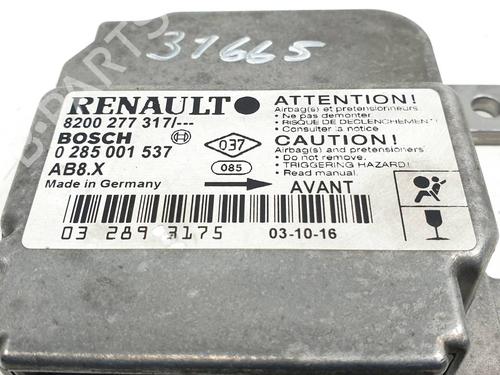 31665
RENAULT
8200 277 317/---
BOSCH
0 285 001 537
AB8.X
Made in Germany
037
085
ATTENTION!
Airbag(s) et pretensionneurs
- Ne pas demonter.
- RISQUE DE DECLENCHEMENT!
- Consulter la notice
CAUTION!
Airbag(s) and pretensioners
- Do not remove.
- TRIGGERING HAZARD!
- Read manual.
AVANT
03 289 3175
03-10-16